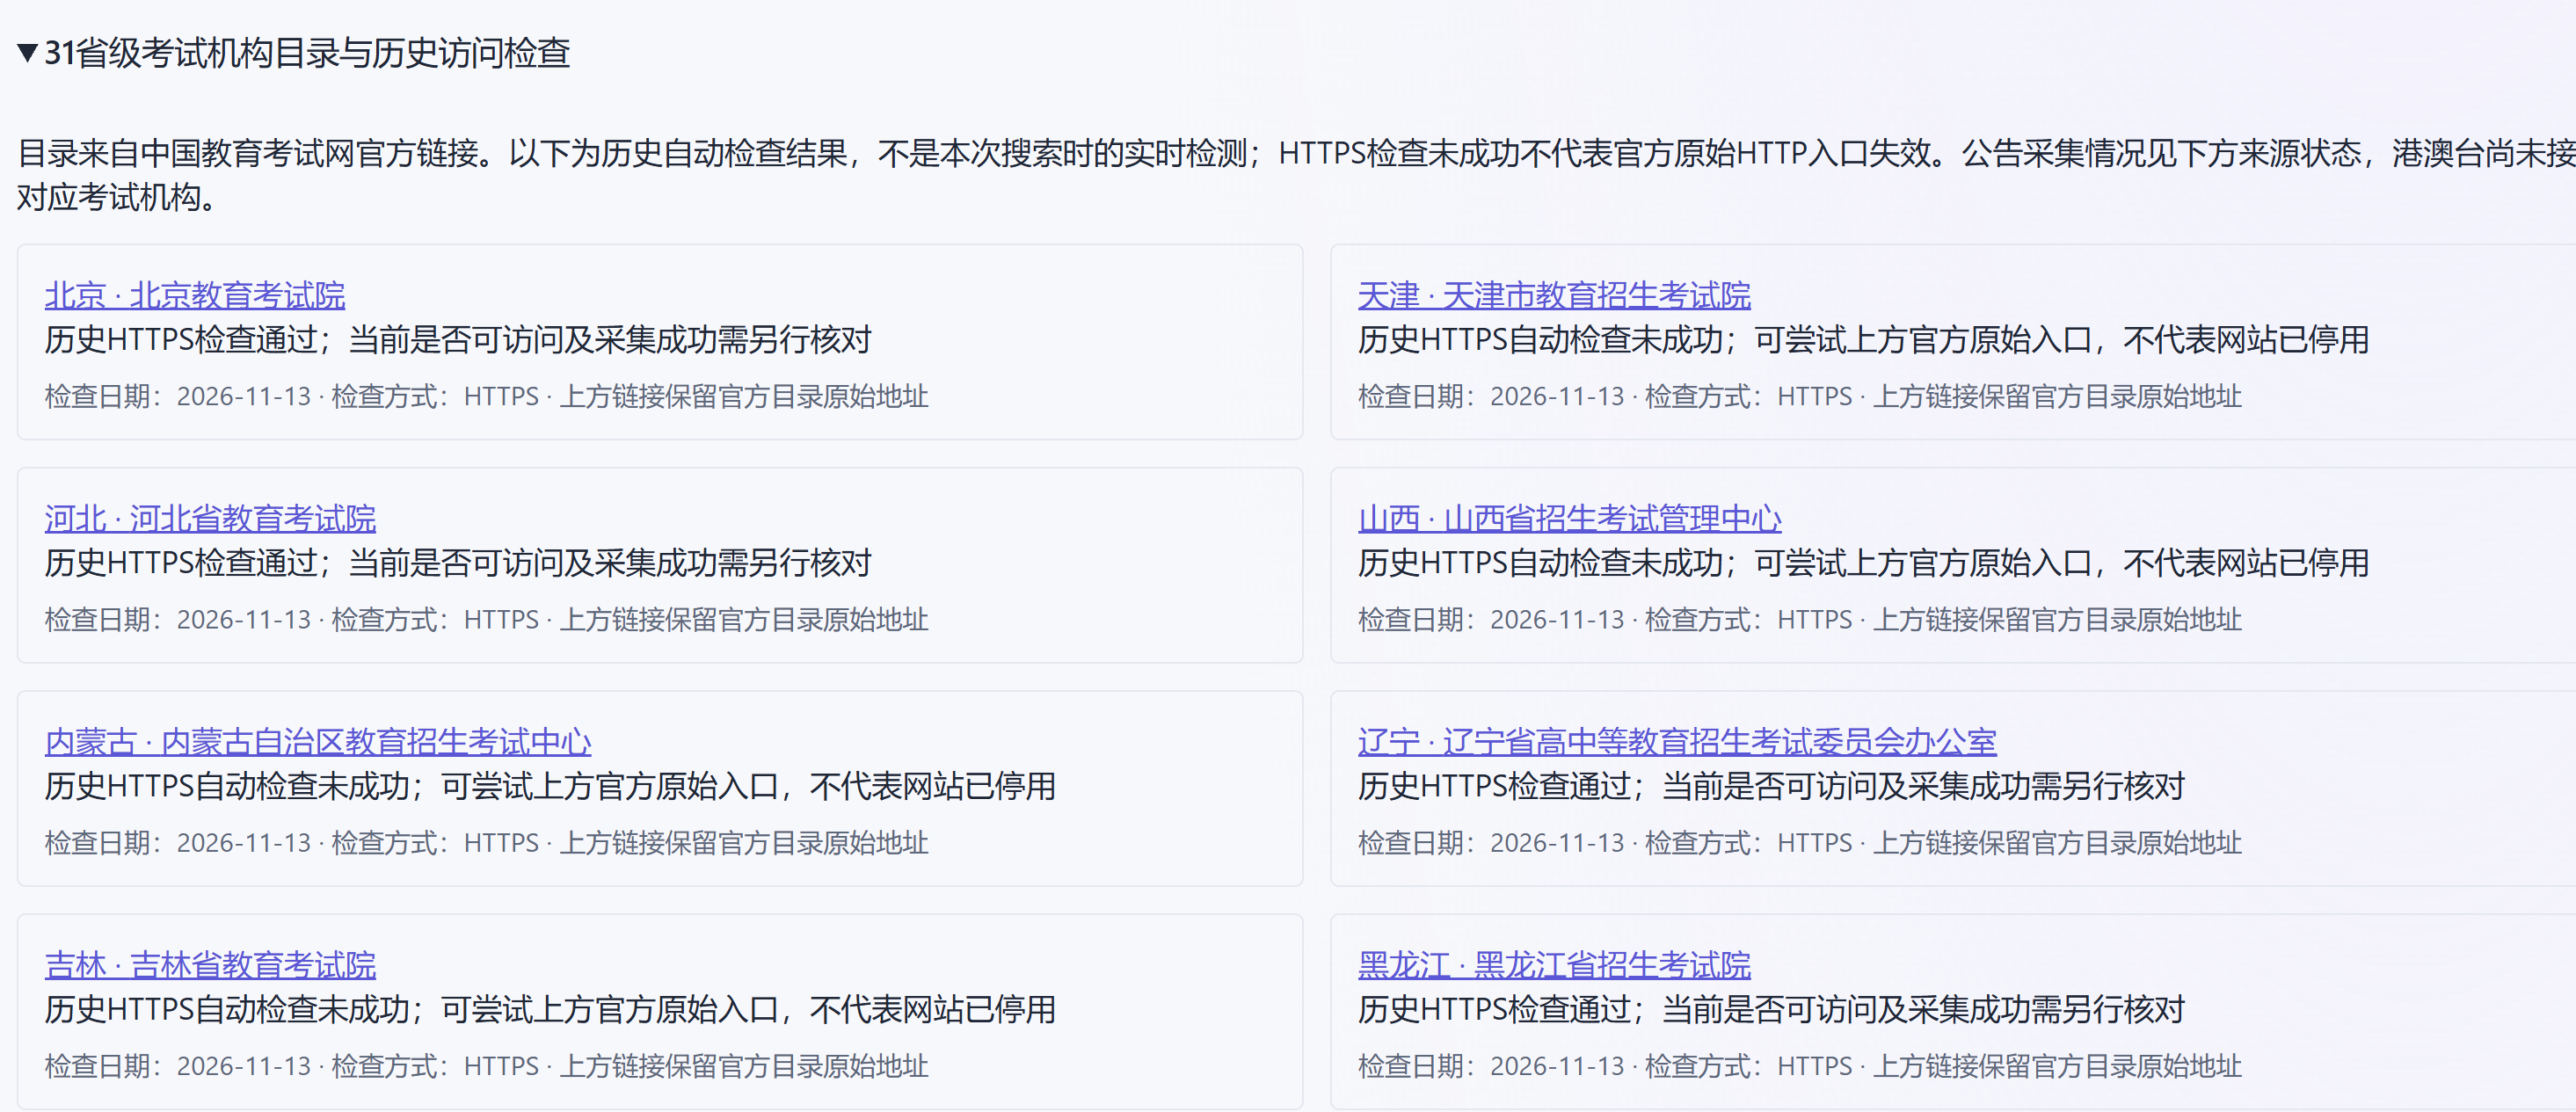 ▼31省级考试机构目录与历史访问检查
目录来自中国教育考试网官方链接。以下为历史自动检查结果，不是本次搜索时的实时检测；HTTPS检查未成功不代表官方原始HTTP入口失效。公告采集情况见下方来源状态，港澳台尚未接
对应考试机构。
北京 · 北京教育考试院
历史HTTPS检查通过；当前是否可访问及采集成功需另行核对
检查日期：2026-11-13 · 检查方式：HTTPS · 上方链接保留官方目录原始地址
天津 · 天津市教育招生考试院
历史HTTPS自动检查未成功；可尝试上方官方原始入口，不代表网站已停用
检查日期：2026-11-13 · 检查方式：HTTPS · 上方链接保留官方目录原始地址
河北 · 河北省教育考试院
历史HTTPS检查通过；当前是否可访问及采集成功需另行核对
检查日期：2026-11-13 · 检查方式：HTTPS · 上方链接保留官方目录原始地址
山西 · 山西省招生考试管理中心
历史HTTPS自动检查未成功；可尝试上方官方原始入口，不代表网站已停用
检查日期：2026-11-13 · 检查方式：HTTPS · 上方链接保留官方目录原始地址
内蒙古 · 内蒙古自治区教育招生考试中心
历史HTTPS自动检查未成功；可尝试上方官方原始入口，不代表网站已停用
检查日期：2026-11-13 · 检查方式：HTTPS · 上方链接保留官方目录原始地址
辽宁 · 辽宁省高中等教育招生考试委员会办公室
历史HTTPS检查通过；当前是否可访问及采集成功需另行核对
检查日期：2026-11-13 · 检查方式：HTTPS · 上方链接保留官方目录原始地址
吉林 · 吉林省教育考试院
历史HTTPS自动检查未成功；可尝试上方官方原始入口，不代表网站已停用
检查日期：2026-11-13 · 检查方式：HTTPS · 上方链接保留官方目录原始地址
黑龙江 · 黑龙江省招生考试院
历史HTTPS检查通过；当前是否可访问及采集成功需另行核对
检查日期：2026-11-13 · 检查方式：HTTPS · 上方链接保留官方目录原始地址